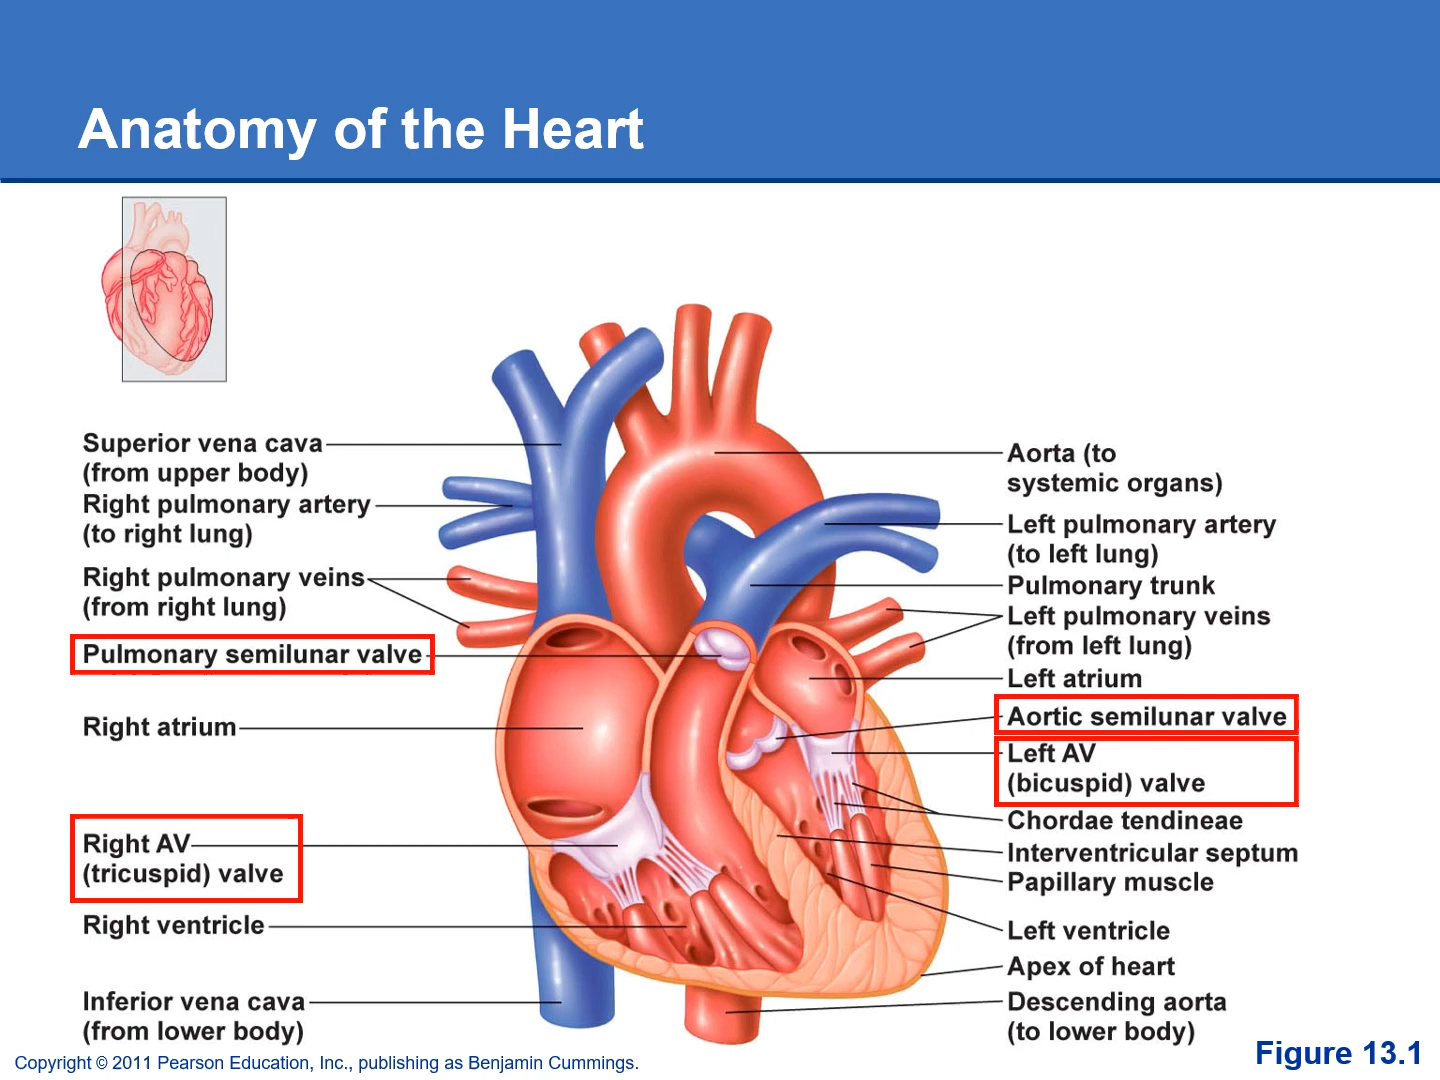 Anatomy of the Heart
Superior vena cava
(from upper body)
Right pulmonary artery
(to right lung)
Right pulmonary veins
(from right lung)
Pulmonary semilunar valve
Right atrium
Right AV
(tricuspid) valve
Right ventricle
Inferior vena cava
(from lower body)
Aorta (to
systemic organs)
Left pulmonary artery
(to left lung)
Pulmonary trunk
Left pulmonary veins
(from left lung)
Left atrium
Aortic semilunar valve
Left AV
(bicuspid) valve
Chordae tendineae
Interventricular septum
Papillary muscle
Left ventricle
Apex of heart
Descending aorta
(to lower body)
Copyright © 2011 Pearson Education, Inc., publishing as Benjamin Cummings.
Figure 13.1